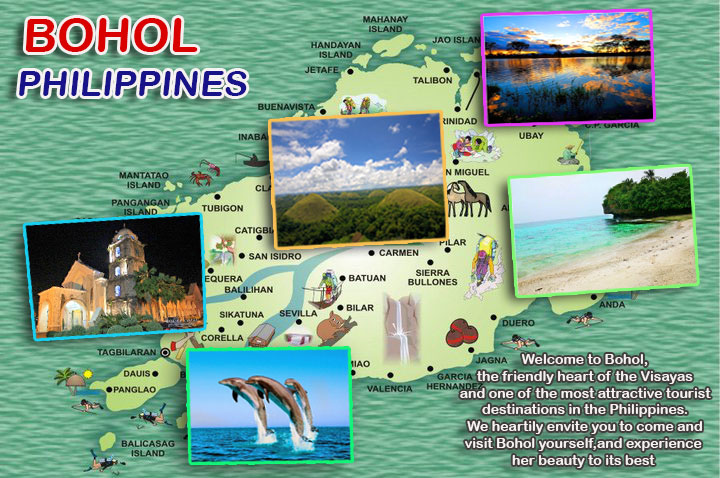 BOHOL
PHILIPPINES
MAHANAY
ISLAND
HANDAYAN
ISLAND
JAO ISLAN
JETAFE
TALIBON
BUENAVISTA
RINIDAD
C.P. GARCIA
UBAY
INABA
N MIGUEL
MANTATAO
ISLAND
CLA
PANGANGAN
ISLAND
TUBIGON
CATIGBI
PILAR
SAN ISIDRO
CARMEN
SIERRA
BULLONES
EQUERA
BATUAN
BALILIHAN
ANDA
BILAR
SIKATUNA
SEVILLA
DUERO
CORELLA
TAGBILARAN
JAGNA
MIAO
DAUIS
B
GARCIA
HERNANDEZ
PANGLAO
VALENCIA
BALICASAG
ISLAND
Welcome to Bohol,
the friendly heart of the Visayas
and one of the most attractive tourist
destinations in the Philippines.
We heartily envite you to come and
visit Bohol yourself,and experience
her beauty to its best